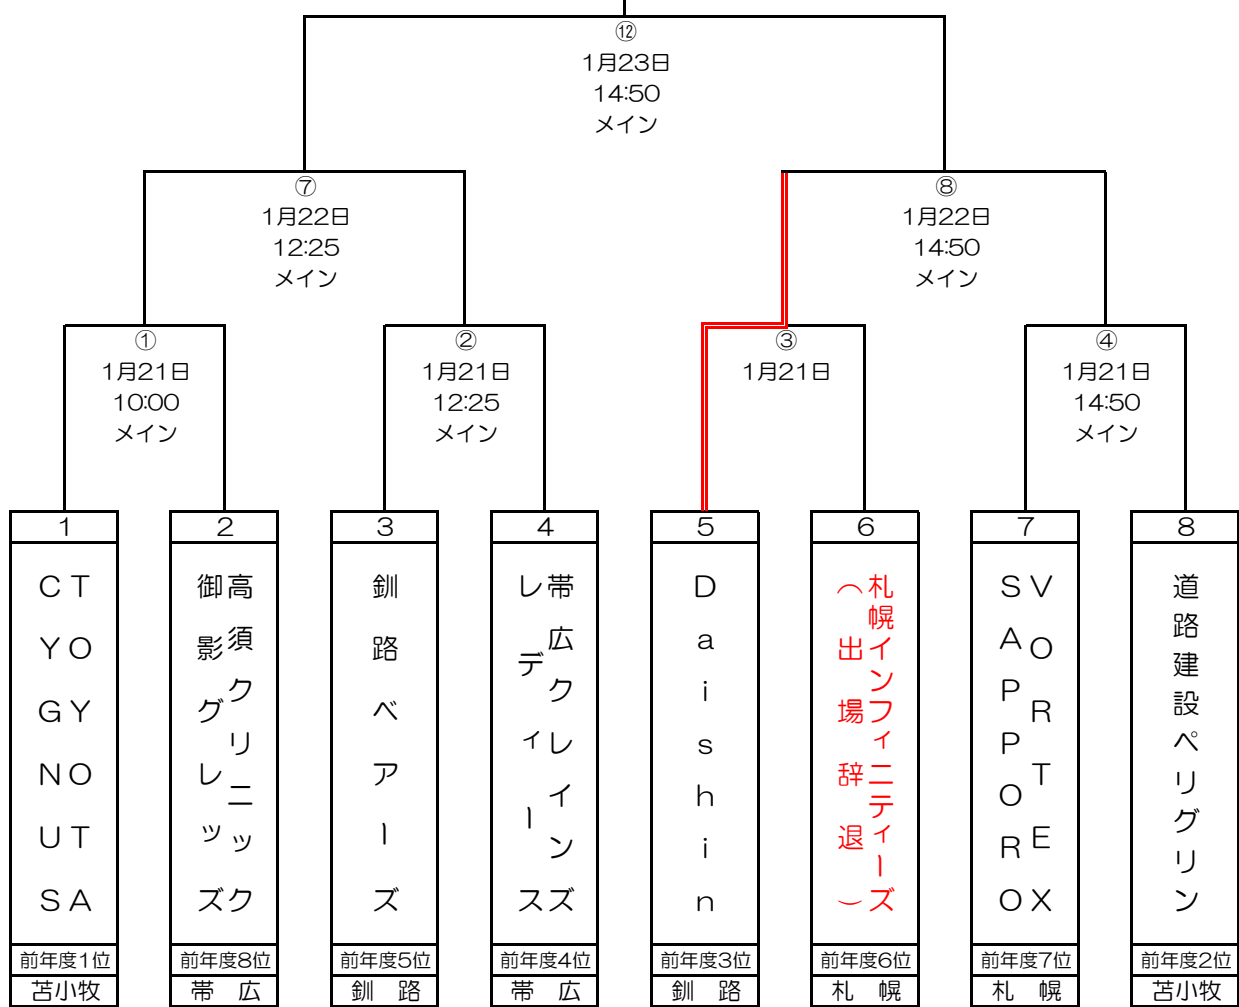 ⑫
1月23日
14:50
メイン
⑦
1月22日
12:25
メイン
⑧
1月22日
14:50
メイン
①
1月21日
10:00
メイン
②
1月21日
12:25
メイン
③
1月21日
④
1月21日
14:50
メイン
1
TOYOTA
CYGNUS
前年度1位
苫小牧
2
高須クリニック
御影グレッズ
前年度8位
帯　広
3
釧路ベアーズ
前年度5位
釧　路
4
帯広クレインズ
レディース
前年度4位
帯　広
5
Daishin
前年度3位
釧　路
6
札幌インフィニティーズ
（出場辞退）
前年度6位
札　幌
7
VORTEX
SAPPORO
前年度7位
札　幌
8
道路建設ペリグリン
前年度2位
苫小牧